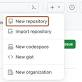 +
New repository
Import repository
New codespace
New gist
New organization